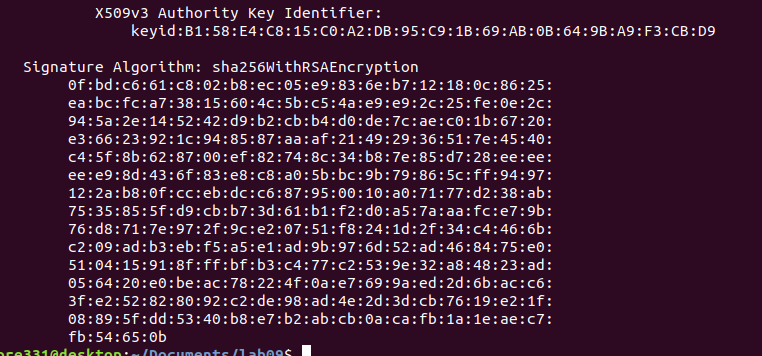 X509v3 Authority Key Identifier:
keyid:B1:58:E4:C8:15:C0:A2:DB:95:C9:1B:69:AB:0B:64:9B:A9:F3:CB:D9
Signature Algorithm: sha256WithRSAEncryption
0f:bd:c6:61:c8:02:b8:ec:05:e9:83:6e:b7:12:18:0c:86:25:
ea:bc:fc:a7:38:15:60:4c:5b:c5:4a:e9:e9:2c:25:fe:0e:2c:
94:5a:2e:14:52:42:d9:b2:cb:b4:d0:de:7c:ae:c0:1b:67:20:
e3:66:23:92:1c:94:85:87:aa:af:21:49:29:36:51:7e:45:40:
c4:5f:8b:62:87:00:ef:82:74:8c:34:b8:7e:85:d7:28:ee:ee:
ee:e9:8d:43:6f:83:e8:c8:a0:5b:bc:9b:79:86:5c:ff:94:97:
12:2a:b8:0f:cc:eb:dc:c6:87:95:00:10:a0:71:77:d2:38:ab:
75:35:85:5f:d9:cb:b7:3d:61:b1:f2:d0:a5:7a:aa:fc:e7:9b:
76:d8:71:7e:97:2f:9c:e2:07:51:f8:24:1d:2f:34:c4:46:6b:
c2:09:ad:b3:eb:f5:a5:e1:ad:9b:97:6d:52:ad:46:84:75:e0:
51:04:15:91:8f:ff:bf:b3:c4:77:c2:53:9e:32:a8:48:23:ad:
05:64:20:e0:be:ac:78:22:4f:0a:e7:69:9a:ed:2d:6b:ac:c6:
3f:e2:52:82:80:92:c2:de:98:ad:4e:2d:3d:cb:76:19:e2:1f:
08:89:5f:dd:53:40:b8:e7:b2:ab:cb:0a:ca:fb:1a:1e:ae:c7:
fb:54:65:0b
ore331@desktop:~/Documents/lab09$